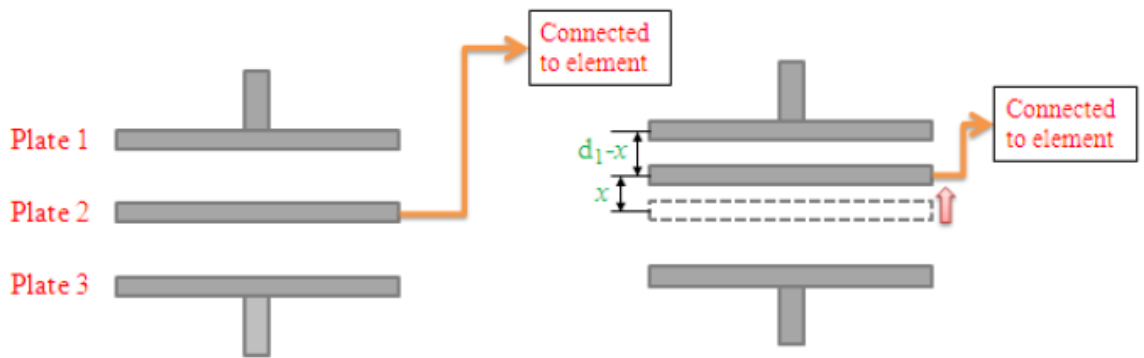 Connected
to element
Plate 1
Plate 2
Plate 3
Connected
to element
d₁-x
x